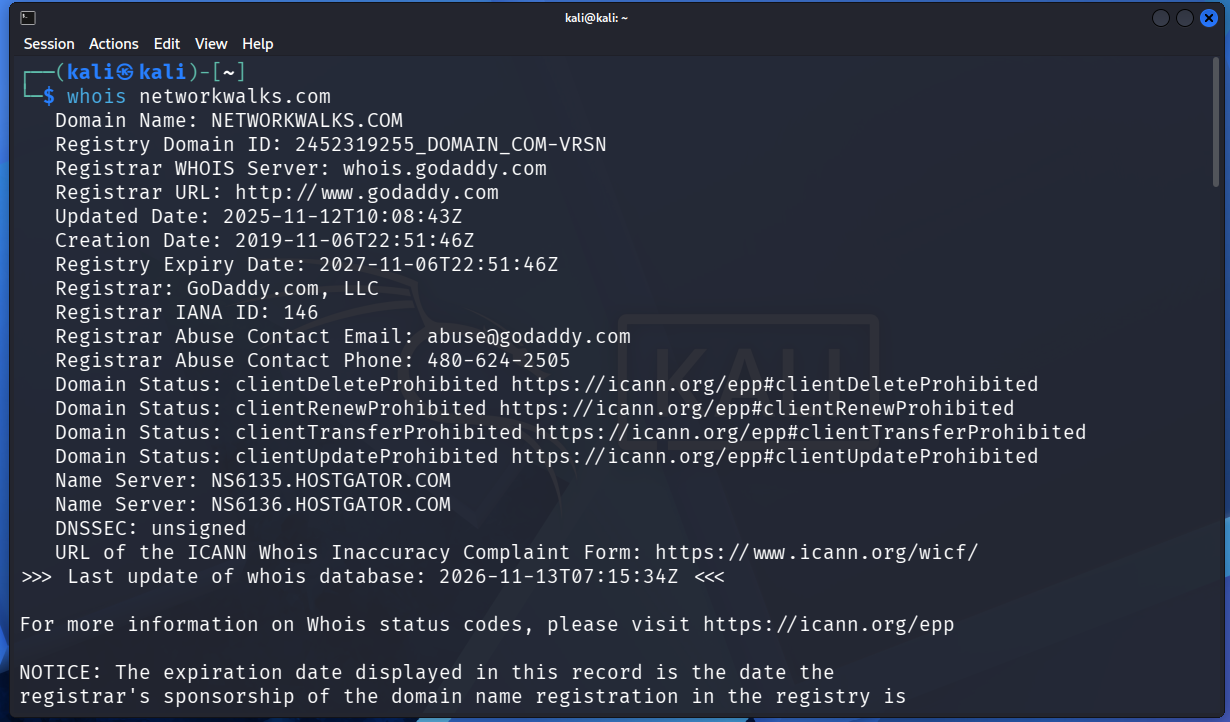 kali@kali: ~
Session Actions Edit View Help
┌──(kali㉿kali)-[~]
└─$ whois networkwalks.com
Domain Name: NETWORKWALKS.COM
Registry Domain ID: 2452319255_DOMAIN_COM-VRSN
Registrar WHOIS Server: whois.godaddy.com
Registrar URL: http://www.godaddy.com
Updated Date: 2025-11-12T10:08:43Z
Creation Date: 2019-11-06T22:51:46Z
Registry Expiry Date: 2027-11-06T22:51:46Z
Registrar: GoDaddy.com, LLC
Registrar IANA ID: 146
Registrar Abuse Contact Email: abuse@godaddy.com
Registrar Abuse Contact Phone: 480-624-2505
Domain Status: clientDeleteProhibited https://icann.org/epp#clientDeleteProhibited
Domain Status: clientRenewProhibited https://icann.org/epp#clientRenewProhibited
Domain Status: clientTransferProhibited https://icann.org/epp#clientTransferProhibited
Domain Status: clientUpdateProhibited https://icann.org/epp#clientUpdateProhibited
Name Server: NS6135.HOSTGATOR.COM
Name Server: NS6136.HOSTGATOR.COM
DNSSEC: unsigned
URL of the ICANN Whois Inaccuracy Complaint Form: https://www.icann.org/wicf/
>>> Last update of whois database: 2026-11-13T07:15:34Z <<<
For more information on Whois status codes, please visit https://icann.org/epp
NOTICE: The expiration date displayed in this record is the date the
registrar's sponsorship of the domain name registration in the registry is
KALI